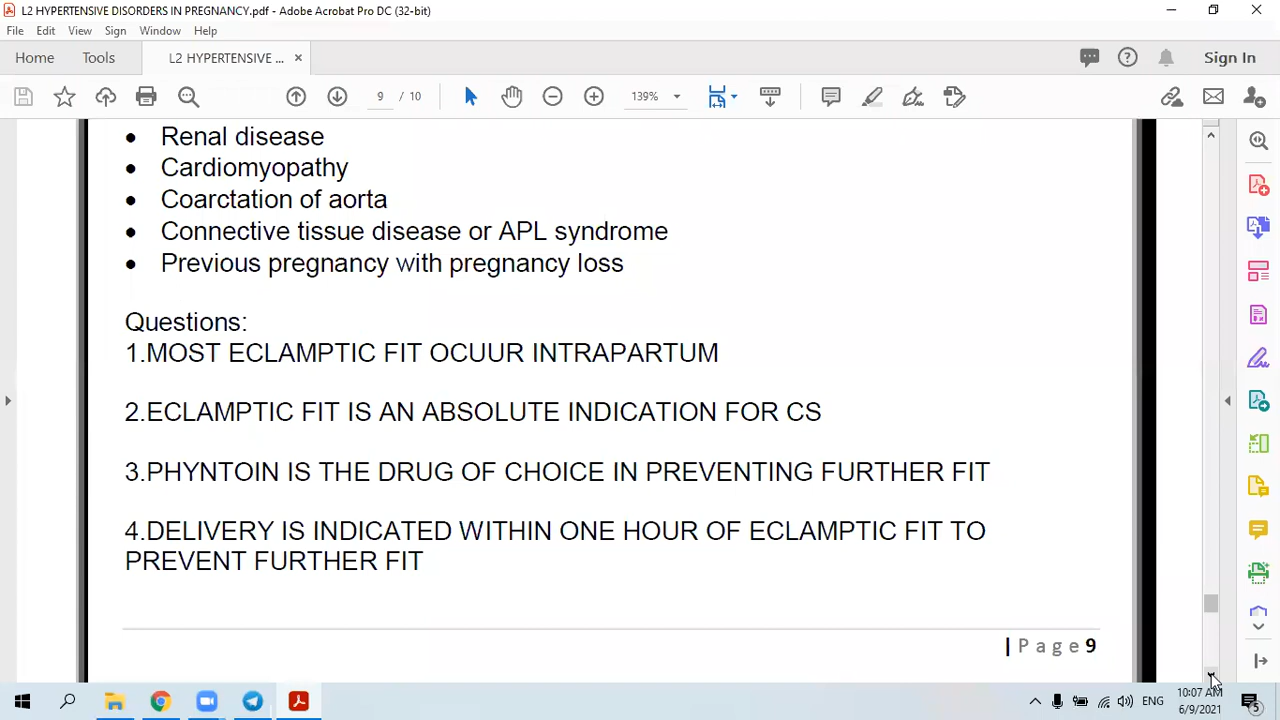 L2 HYPERTENSIVE DISORDERS IN PREGNANCY.pdf - Adobe Acrobat Pro DC (32-bit)
File Edit View Sign Window Help
Home Tools L2 HYPERTENSIVE ... Sign In
9 / 10 139%
• Renal disease
• Cardiomyopathy
• Coarctation of aorta
• Connective tissue disease or APL syndrome
• Previous pregnancy with pregnancy loss
Questions:
1.MOST ECLAMPTIC FIT OCUUR INTRAPARTUM
2.ECLAMPTIC FIT IS AN ABSOLUTE INDICATION FOR CS
3.PHYNTOIN IS THE DRUG OF CHOICE IN PREVENTING FURTHER FIT
4.DELIVERY IS INDICATED WITHIN ONE HOUR OF ECLAMPTIC FIT TO
PREVENT FURTHER FIT
| Page 9
ENG
10:07 AM
6/9/2021
5